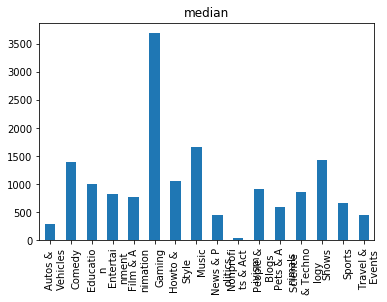 median
3500
3000
2500
2000
1500
1000
500
0
Autos &
Vehicles
Comedy
Educatio
n
Entertai
nment
Film & A
nimation
Gaming
Howto &
Style
Music
News & P
olitics
Nonprofi
ts & Act
ivism
People &
Blogs
Pets & A
nimals
Science
& Techno
logy
Shows
Sports
Travel &
Events